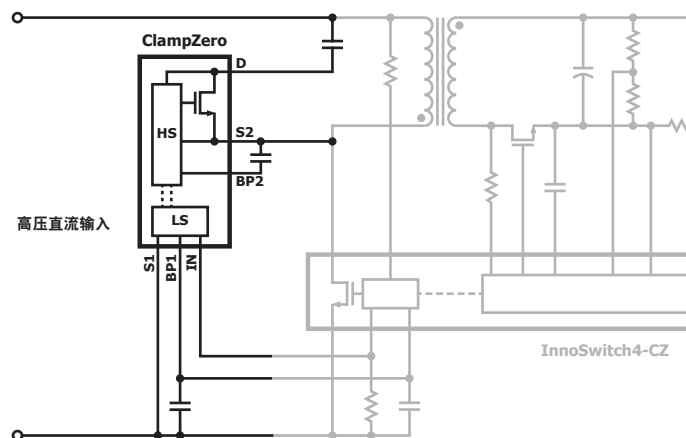 ClampZero
D
HS
S2
BP2
高压直流输入
LS
S1
BP1
IN
InnoSwitch4-CZ